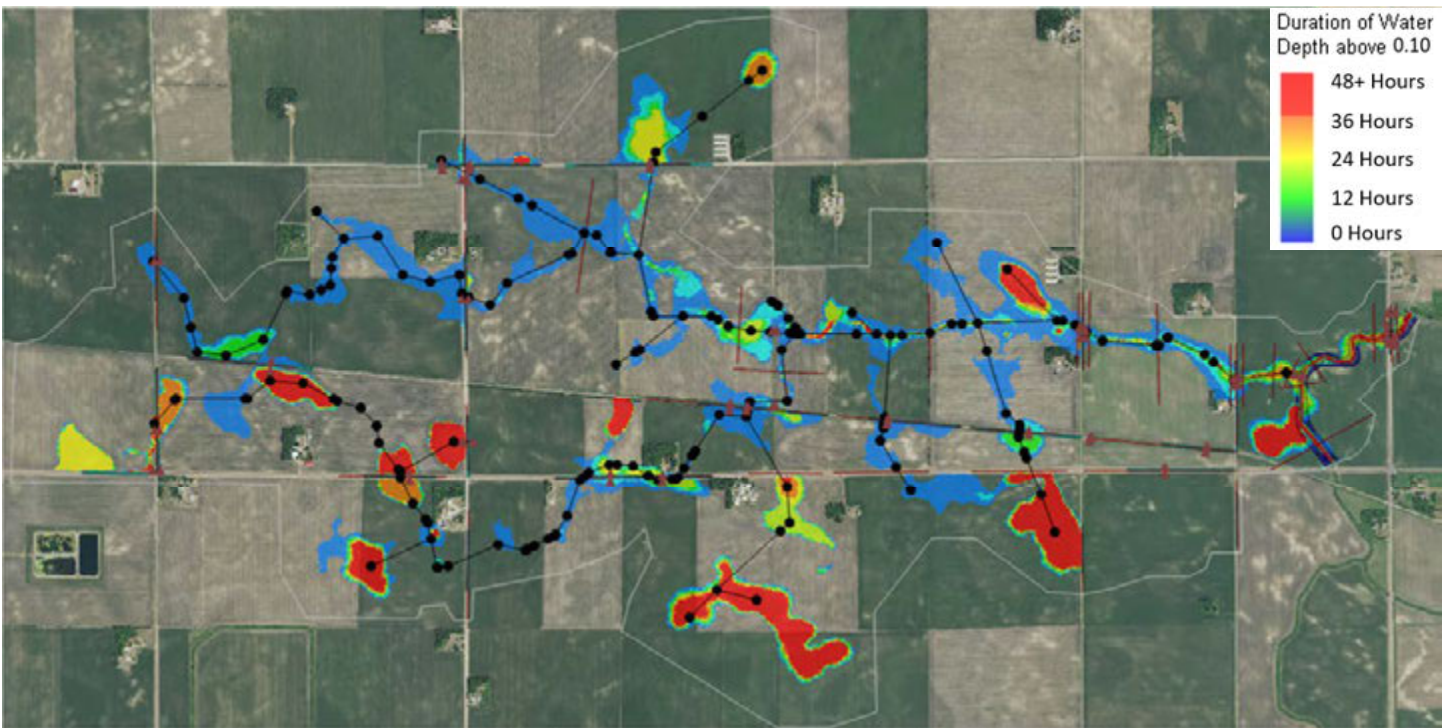 Duration of Water
Depth above 0.10
48+ Hours
36 Hours
24 Hours
12 Hours
0 Hours